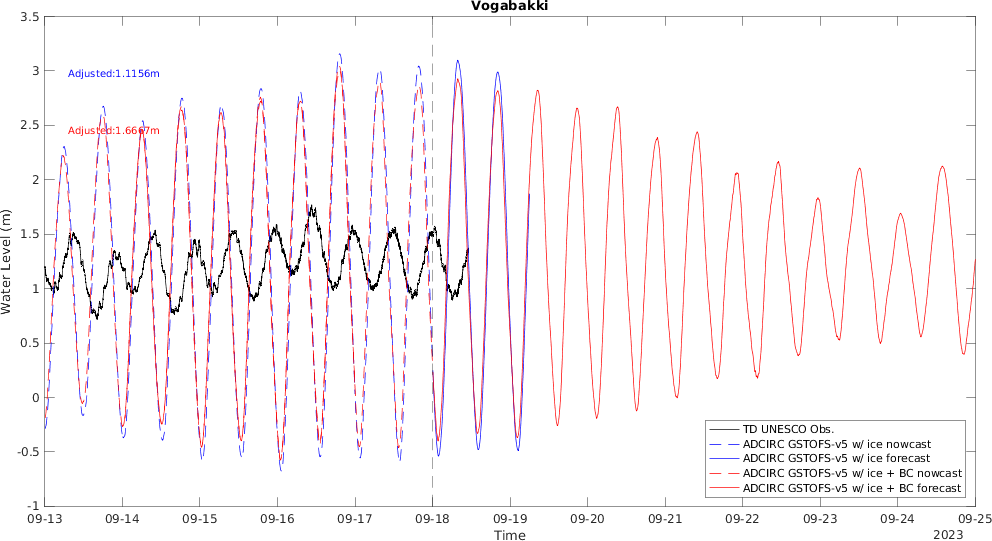 Vogabakki
3.5
3
2.5
2
1.5
1
0.5
0
-0.5
-1
Water Level (m)
Adjusted:1.1156m
Adjusted:1.6667m
TD UNESCO Obs.
ADCIRC GSTOFS-v5 w/ ice nowcast
ADCIRC GSTOFS-v5 w/ ice forecast
ADCIRC GSTOFS-v5 w/ ice + BC nowcast
ADCIRC GSTOFS-v5 w/ ice + BC forecast
09-13 09-14 09-15 09-16 09-17 09-18 09-19 09-20 09-21 09-22 09-23 09-24 09-25
Time
2023